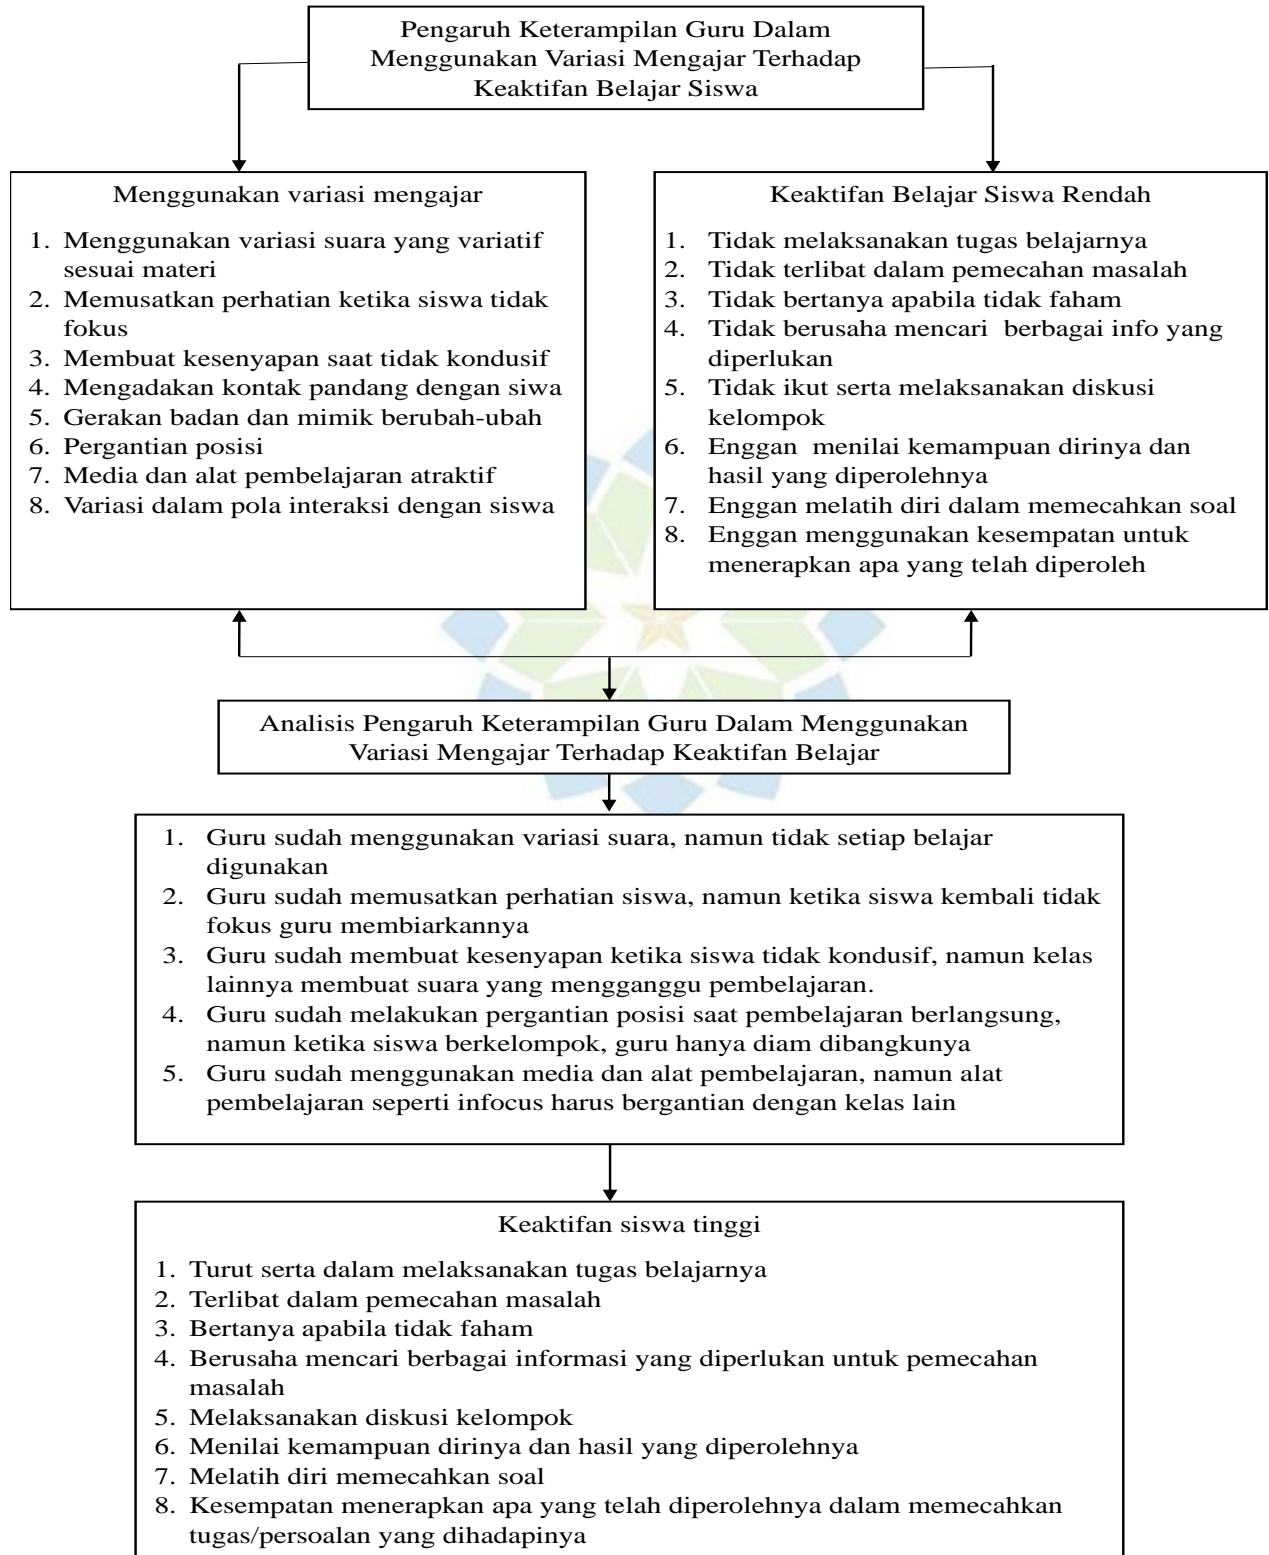 Pengaruh Keterampilan Guru Dalam
Menggunakan Variasi Mengajar Terhadap
Keaktifan Belajar Siswa
Menggunakan variasi mengajar
1. Menggunakan variasi suara yang variatif
sesuai materi
2. Memusatkan perhatian ketika siswa tidak
fokus
3. Membuat kesenyapan saat tidak kondusif
4. Mengadakan kontak pandang dengan siwa
5. Gerakan badan dan mimik berubah-ubah
6. Pergantian posisi
7. Media dan alat pembelajaran atraktif
8. Variasi dalam pola interaksi dengan siswa
Keaktifan Belajar Siswa Rendah
1. Tidak melaksanakan tugas belajarnya
2. Tidak terlibat dalam pemecahan masalah
3. Tidak bertanya apabila tidak faham
4. Tidak berusaha mencari berbagai info yang
diperlukan
5. Tidak ikut serta melaksanakan diskusi
kelompok
6. Enggan menilai kemampuan dirinya dan
hasil yang diperolehnya
7. Enggan melatih diri dalam memecahkan soal
8. Enggan menggunakan kesempatan untuk
menerapkan apa yang telah diperoleh
Analisis Pengaruh Keterampilan Guru Dalam Menggunakan
Variasi Mengajar Terhadap Keaktifan Belajar
1. Guru sudah menggunakan variasi suara, namun tidak setiap belajar
digunakan
2. Guru sudah memusatkan perhatian siswa, namun ketika siswa kembali tidak
fokus guru membiarkannya
3. Guru sudah membuat kesenyapan ketika siswa tidak kondusif, namun kelas
lainnya membuat suara yang mengganggu pembelajaran.
4. Guru sudah melakukan pergantian posisi saat pembelajaran berlangsung,
namun ketika siswa berkelompok, guru hanya diam dibangkunya
5. Guru sudah menggunakan media dan alat pembelajaran, namun alat
pembelajaran seperti infocus harus bergantian dengan kelas lain
Keaktifan siswa tinggi
1. Turut serta dalam melaksanakan tugas belajarnya
2. Terlibat dalam pemecahan masalah
3. Bertanya apabila tidak faham
4. Berusaha mencari berbagai informasi yang diperlukan untuk pemecahan
masalah
5. Melaksanakan diskusi kelompok
6. Menilai kemampuan dirinya dan hasil yang diperolehnya
7. Melatih diri memecahkan soal
8. Kesempatan menerapkan apa yang telah diperolehnya dalam memecahkan
tugas/persoalan yang dihadapinya